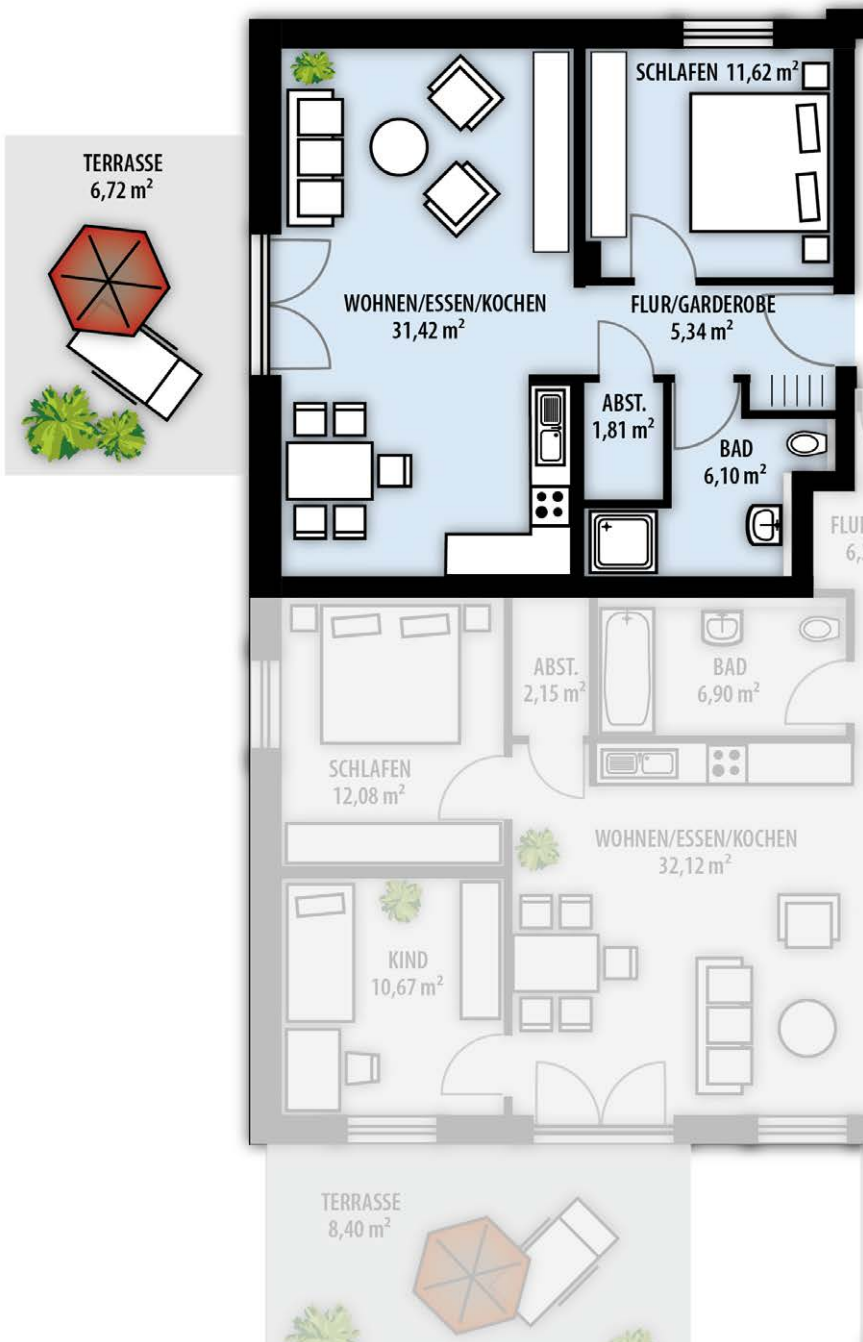 SCHLAFEN 11,62 m²
TERRASSE
6,72 m²
WOHNEN/ESSEN/KOCHEN
31,42 m²
FLUR/GARDEROBE
5,34 m²
ABST.
1,81 m²
BAD
6,10 m²
ABST.
2,15 m²
BAD
6,90 m²
SCHLAFEN
12,08 m²
WOHNEN/ESSEN/KOCHEN
32,12 m²
KIND
10,67 m²
TERRASSE
8,40 m²